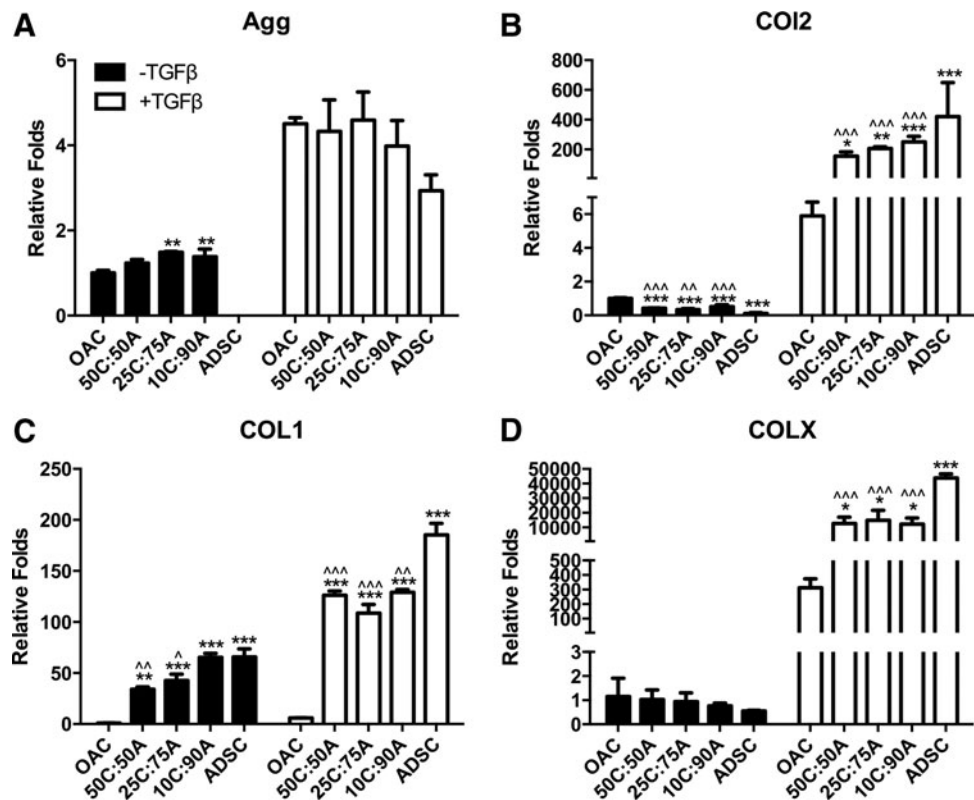 A
Agg
Relative Folds
6
4
2
0
-TGFβ
+TGFβ
** **
OAC 50C:50A 25C:75A 10C:90A ADSC OAC 50C:50A 25C:75A 10C:90A ADSC
B
COl2
Relative Folds
800
600
400
200
6
4
2
0
^^^ ^^ ^^^
*** *** *** ***
^^^ ^^^ ^^^
* ** *** ***
OAC 50C:50A 25C:75A 10C:90A ADSC OAC 50C:50A 25C:75A 10C:90A ADSC
C
COL1
Relative Folds
250
200
150
100
50
0
^^ ^
** *** *** ***
^^^ ^^^ ^^
*** *** *** ***
OAC 50C:50A 25C:75A 10C:90A ADSC OAC 50C:50A 25C:75A 10C:90A ADSC
D
COLX
Relative Folds
50000
40000
30000
20000
10000
500
400
300
200
100
3
2
1
0
^^^ ^^^ ^^^
* * * ***
OAC 50C:50A 25C:75A 10C:90A ADSC OAC 50C:50A 25C:75A 10C:90A ADSC